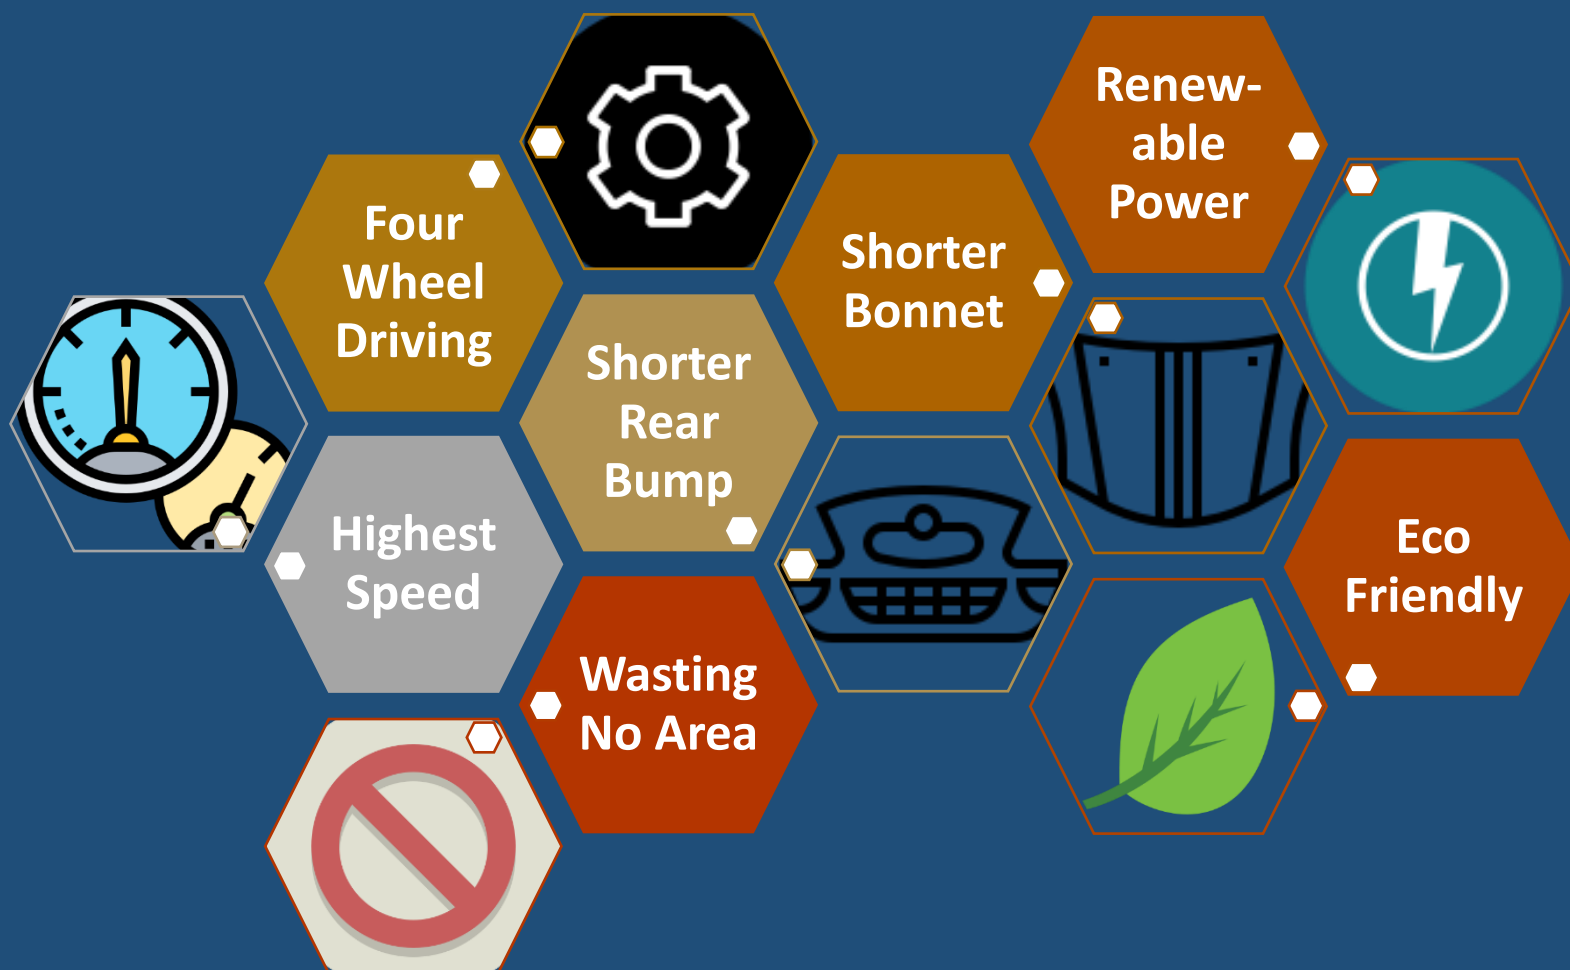 Four
Wheel
Driving
Highest
Speed
Shorter
Rear
Bump
Wasting
No Area
Shorter
Bonnet
Renew-
able
Power
Eco
Friendly